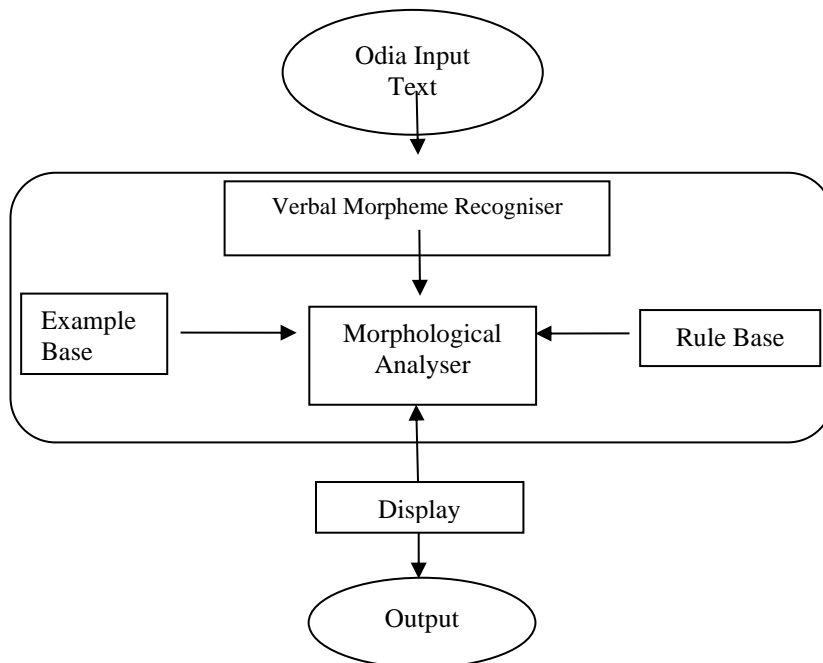 Odia Input
Text
Verbal Morpheme Recogniser
Example
Base
Morphological
Analyser
Rule Base
Display
Output